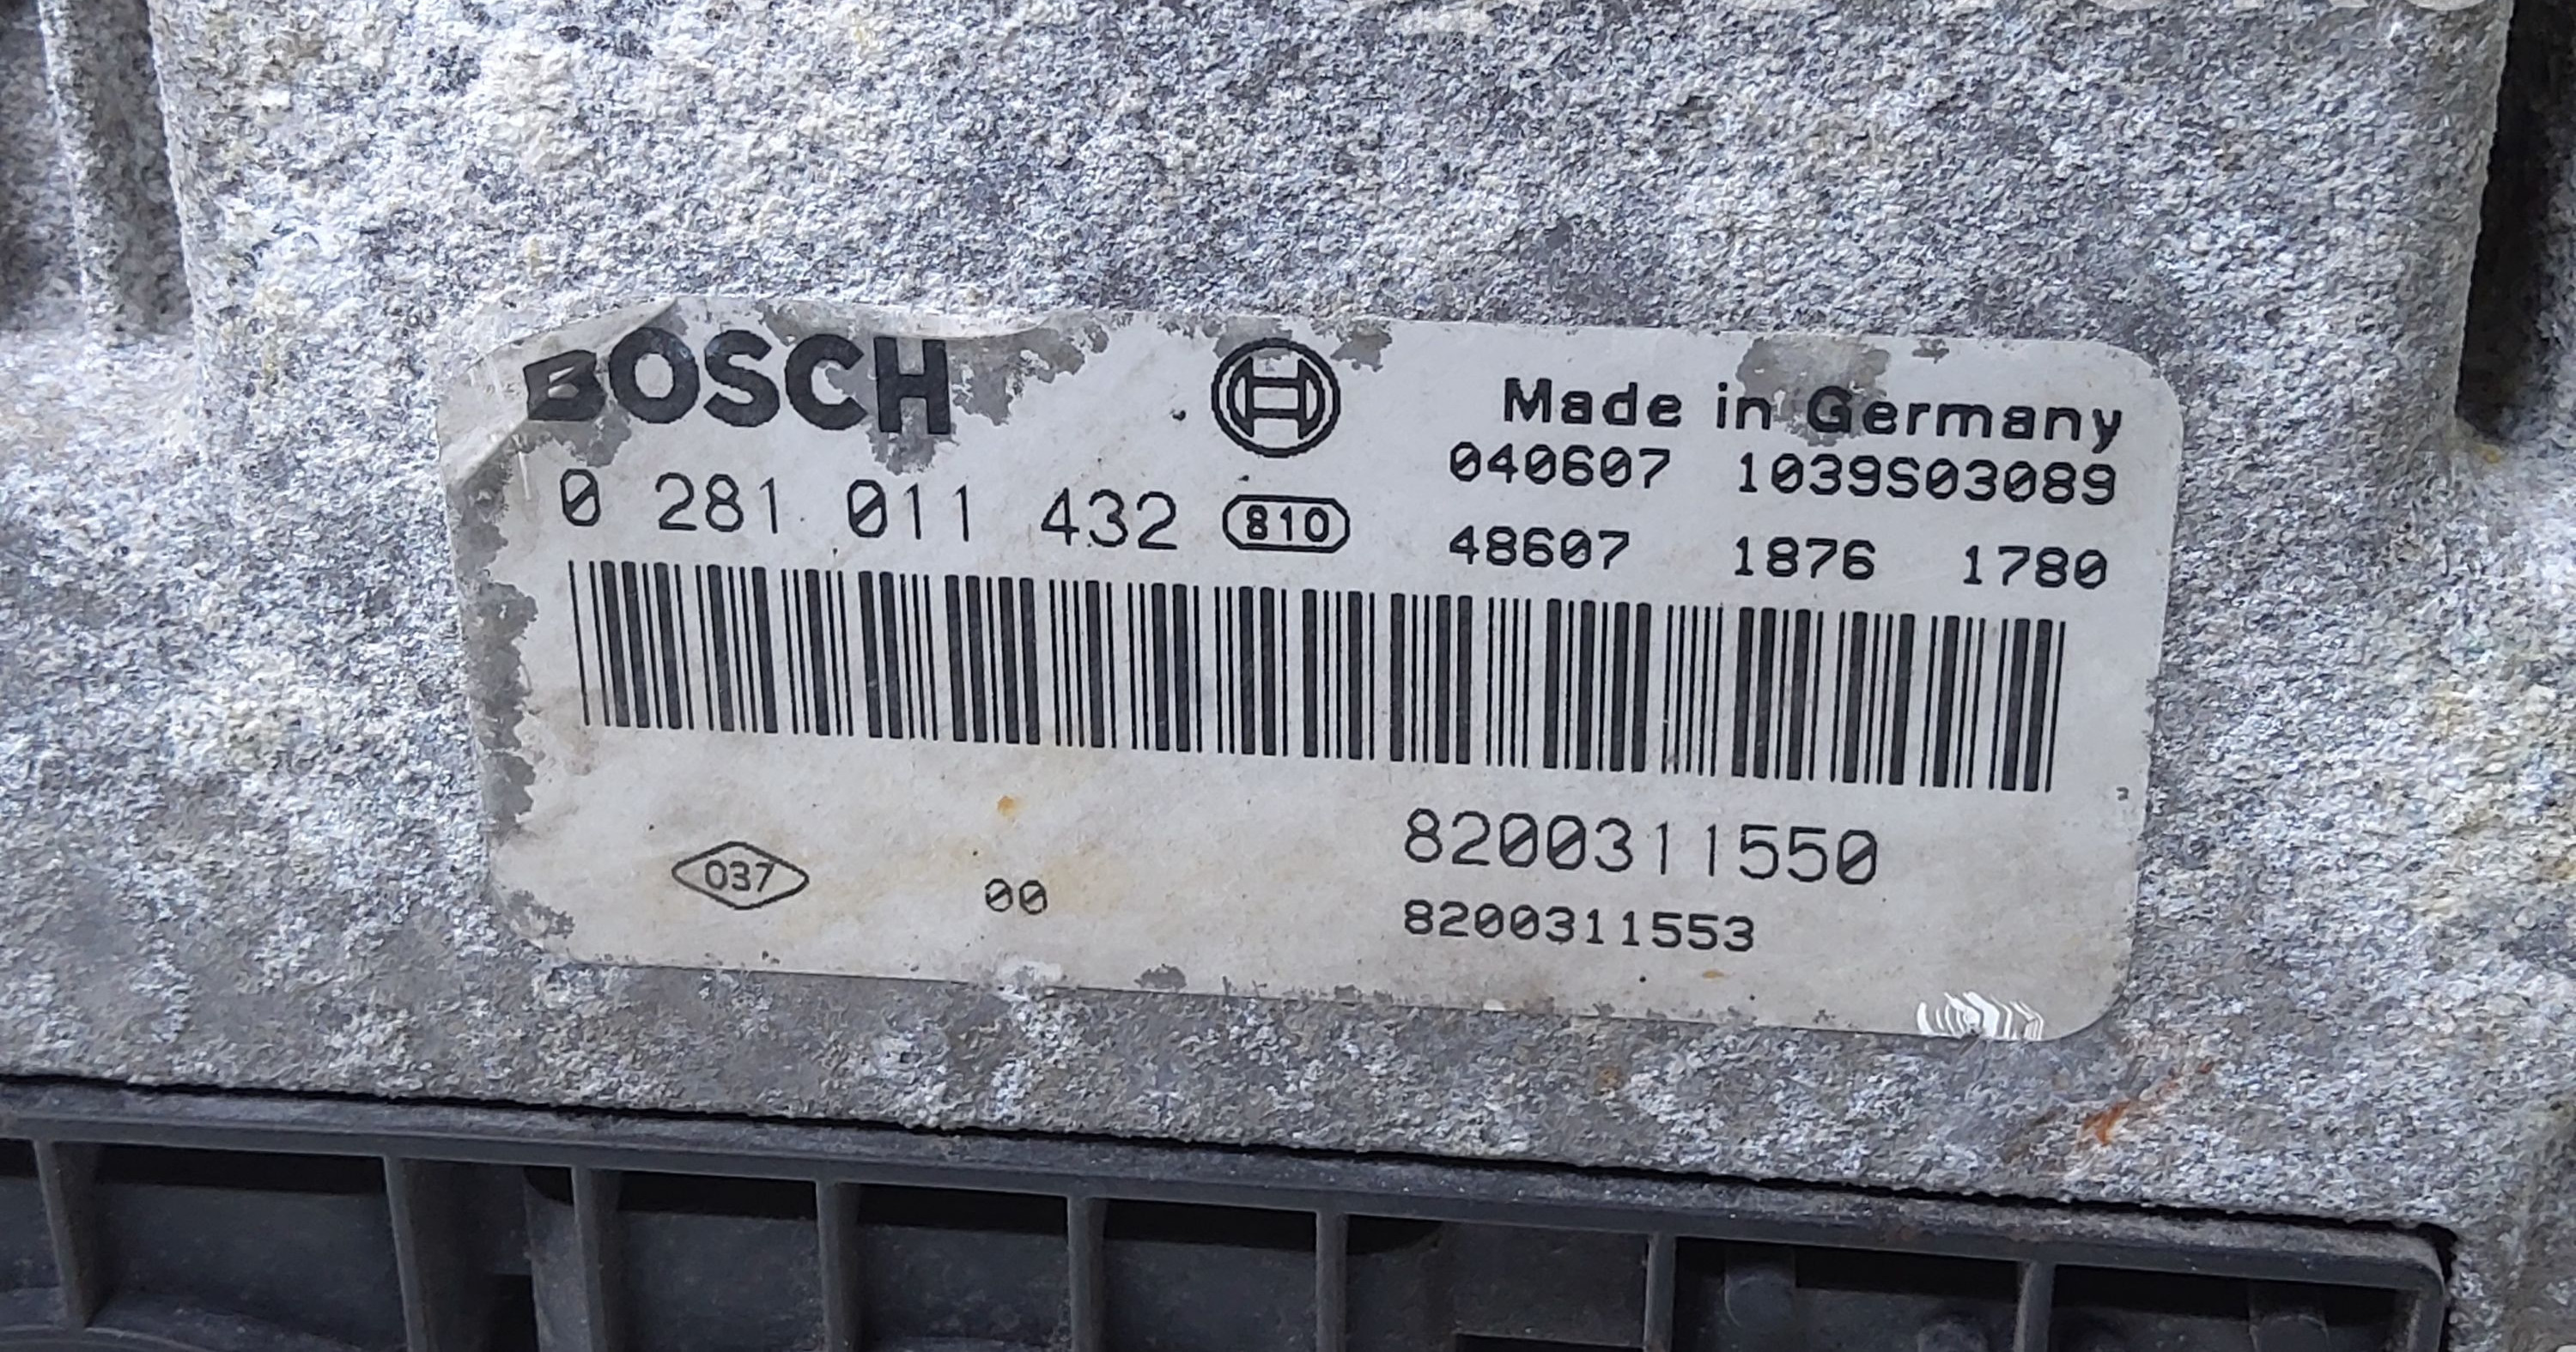 BOSCH
Made in Germany
040607 1039S03089
0 281 011 432 810
48607 1876 1780
8200311550
037 00
8200311553